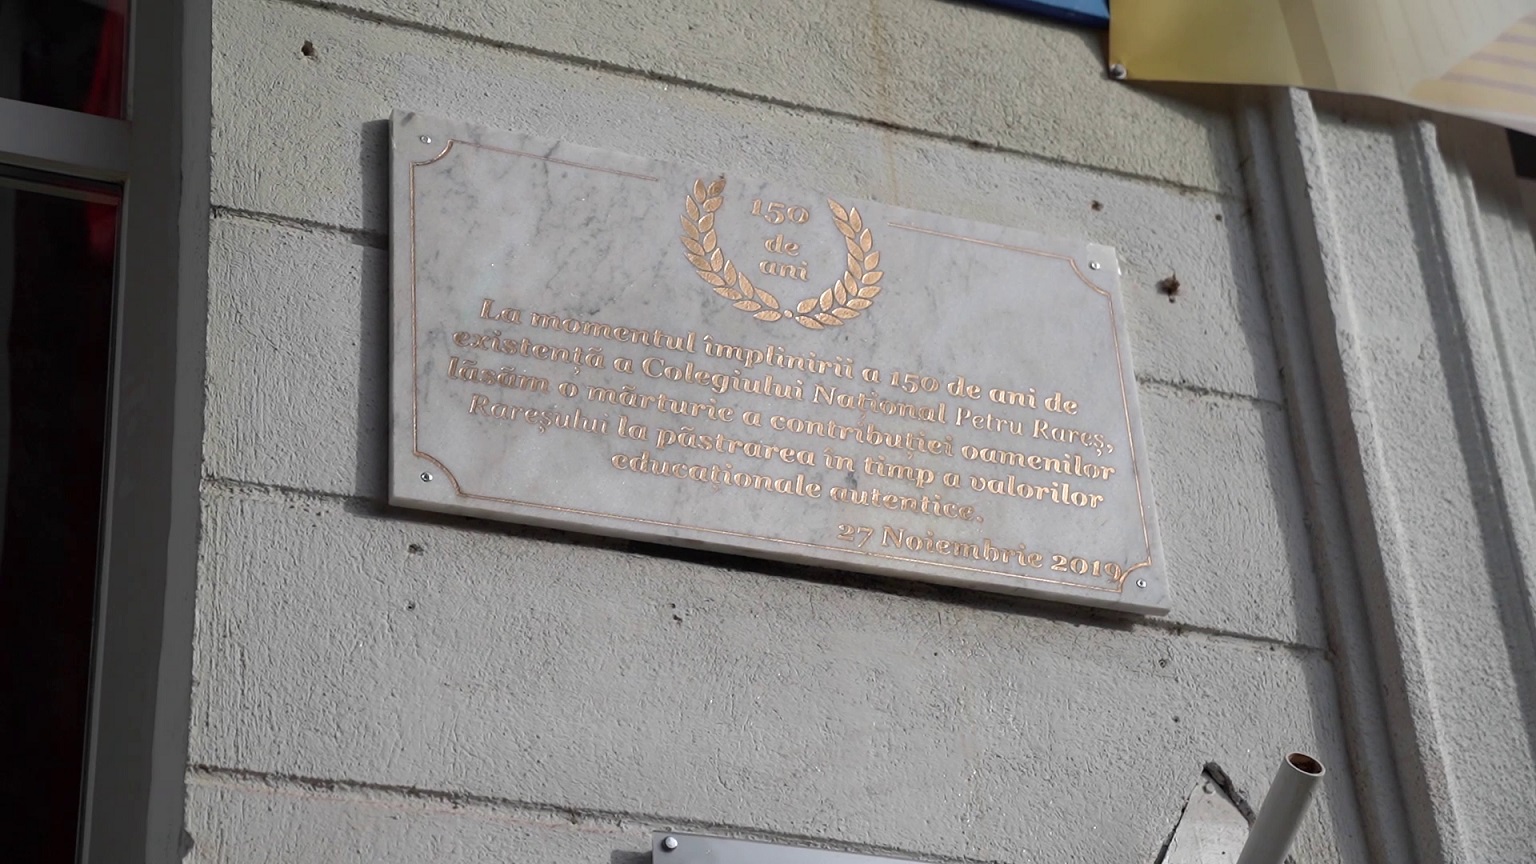 150
de
ani
La momentul împlinirii a 150 de ani de
existență a Colegiului Național Petru Rareș,
lăsăm o mărturie a contribuției oamenilor
Rareșului la păstrarea în timp a valorilor
educaționale autentice.
27 Noiembrie 2019